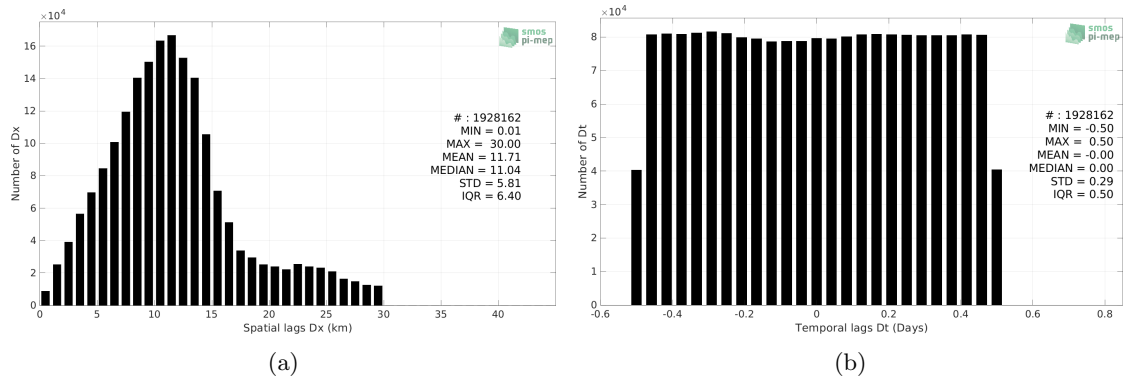 ×10⁴
16
14
12
10
8
6
4
2
0
Number of Dx
0 5 10 15 20 25 30 35 40
Spatial lags Dx (km)
smos
pi-mep
# : 1928162
MIN = 0.01
MAX = 30.00
MEAN = 11.71
MEDIAN = 11.04
STD = 5.81
IQR = 6.40
(a)
×10⁴
8
7
6
5
4
3
2
1
0
Number of Dt
-0.6 -0.4 -0.2 0 0.2 0.4 0.6 0.8
Temporal lags Dt (Days)
smos
pi-mep
# : 1928162
MIN = -0.50
MAX = 0.50
MEAN = -0.00
MEDIAN = 0.00
STD = 0.29
IQR = 0.50
(b)